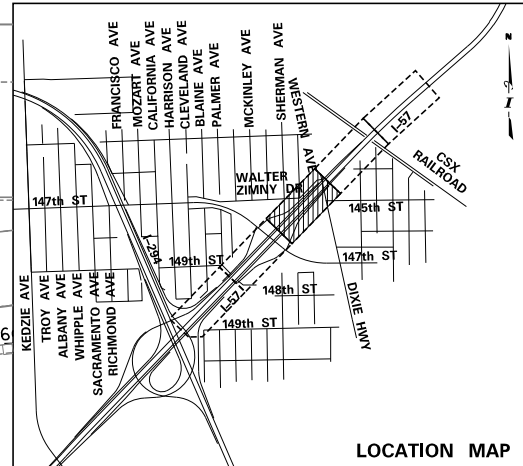 FRANCISCO AVE
MOZART AVE
CALIFORNIA AVE
HARRISON AVE
CLEVELAND AVE
BLAINE AVE
PALMER AVE
MCKINLEY AVE
SHERMAN AVE
WESTERN AVE
N
I-57
CSX
RAILROAD
WALTER
ZIMNY DR
147th ST
145th ST
I-294
149th ST
147th ST
I-57
148th ST
149th ST
DIXIE HWY
KEDZIE AVE
TROY AVE
ALBANY AVE
WHIPPLE AVE
SACRAMENTO AVE
RICHMOND AVE
6
LOCATION MAP